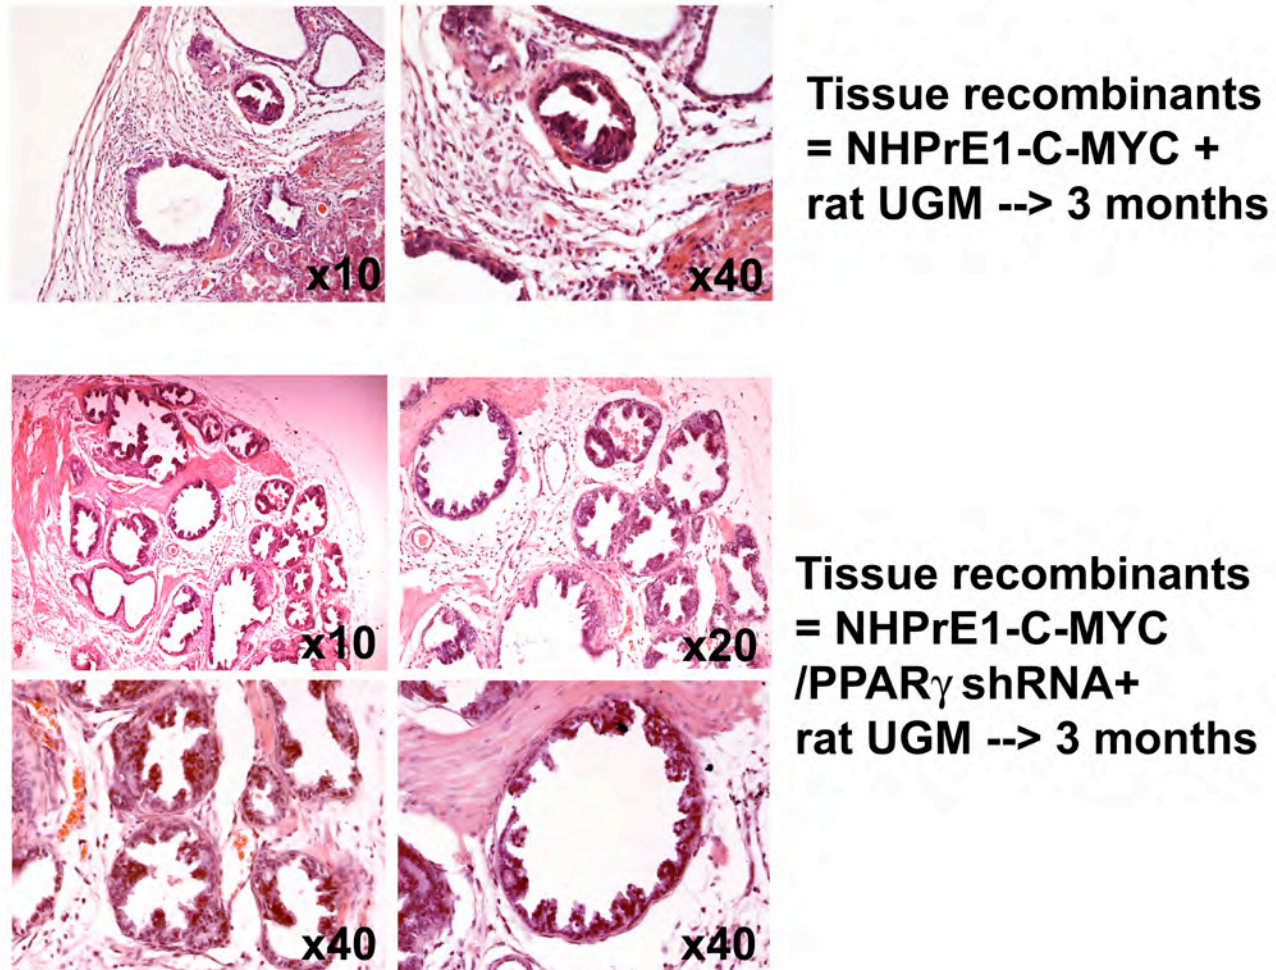 x10
x40
Tissue recombinants
= NHPrE1-C-MYC +
rat UGM --> 3 months
x10
x20
x40
x40
Tissue recombinants
= NHPrE1-C-MYC
/PPARγ shRNA+
rat UGM --> 3 months